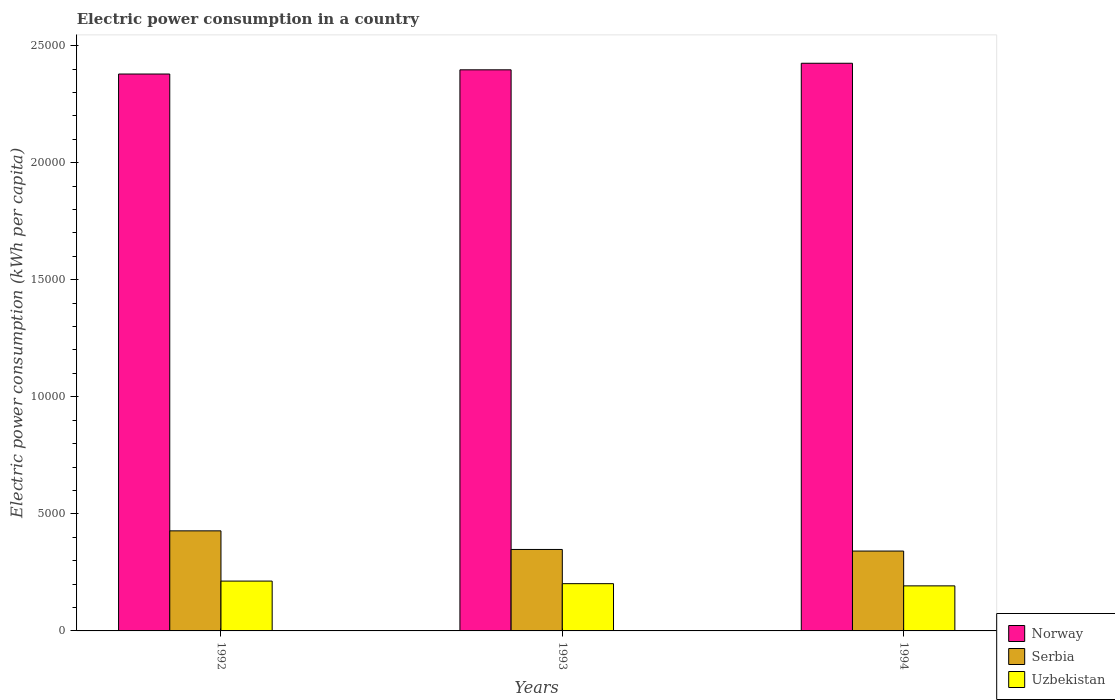 Electric power consumption in a country
Electric power consumption (kWh per capita)
25000
20000
15000
10000
5000
0
1992
1993
1994
Years
Norway
Serbia
Uzbekistan